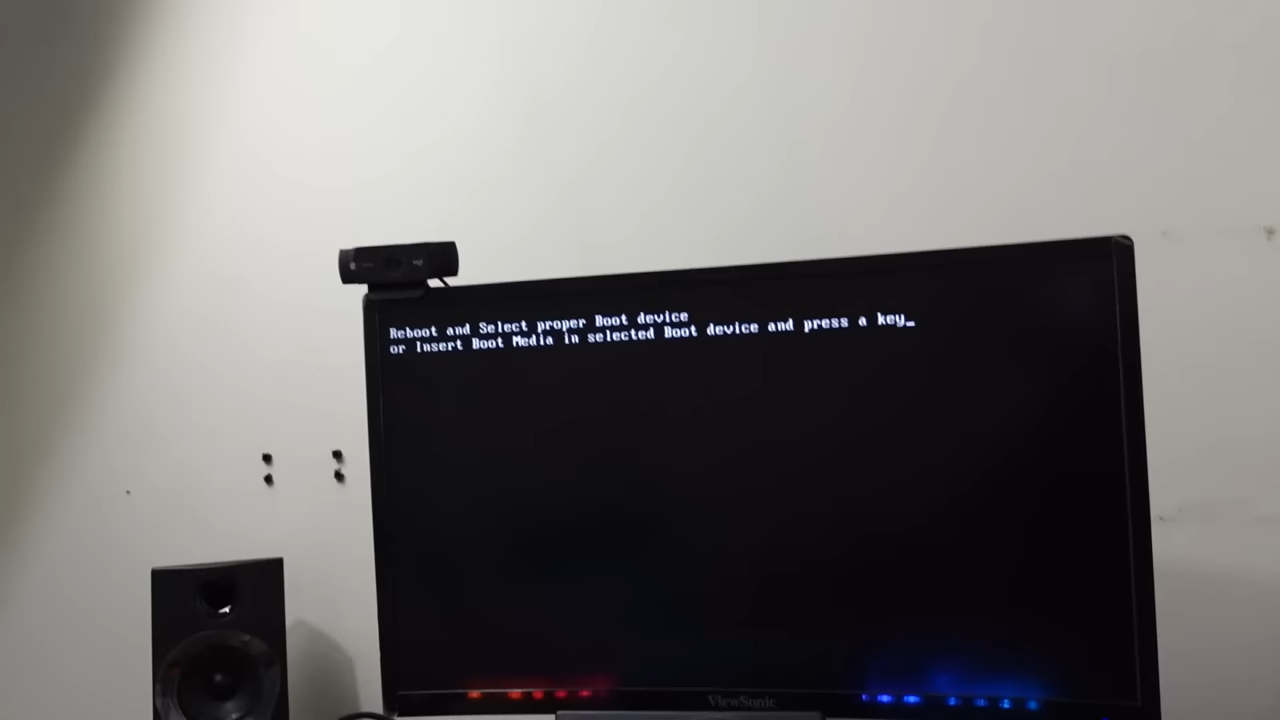 Reboot and Select proper Boot device
or Insert Boot Media in selected Boot device and press a key_
ViewSonic